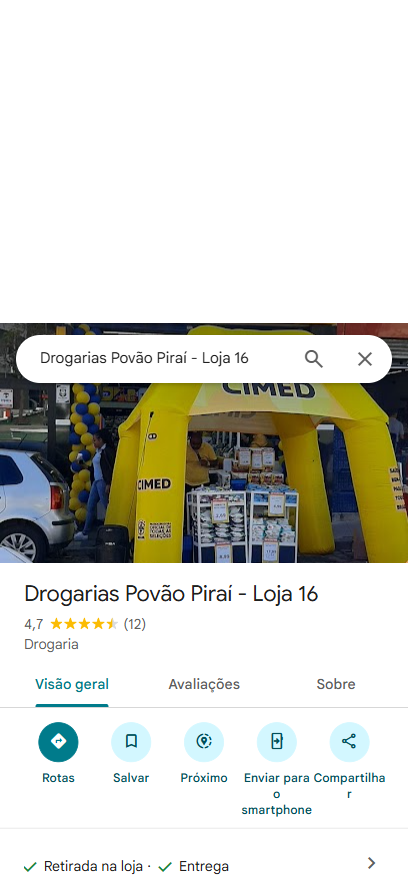 Drogarias Povão Piraí - Loja 16
CIMED
CIMED
Drogarias Povão Piraí - Loja 16
4,7 (12)
Drogaria
Visão geral Avaliações Sobre
Rotas Salvar Próximo Enviar para o smartphone Compartilhar
Retirada na loja · Entrega